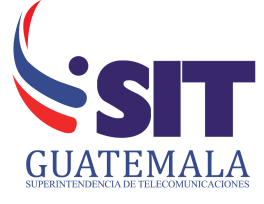 SIT
GUATEMALA
SUPERINTENDENCIA DE TELECOMUNICACIONES